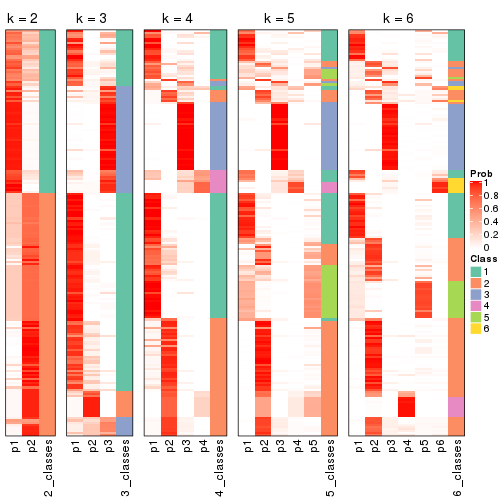 k = 2
k = 3
k = 4
k = 5
k = 6
p1
p2
2_classes
p1
p2
p3
3_classes
p1
p2
p3
p4
4_classes
p1
p2
p3
p4
p5
5_classes
p1
p2
p3
p4
p5
p6
6_classes
Prob
1
0.8
0.6
0.4
0.2
0
Class
1
2
3
4
5
6